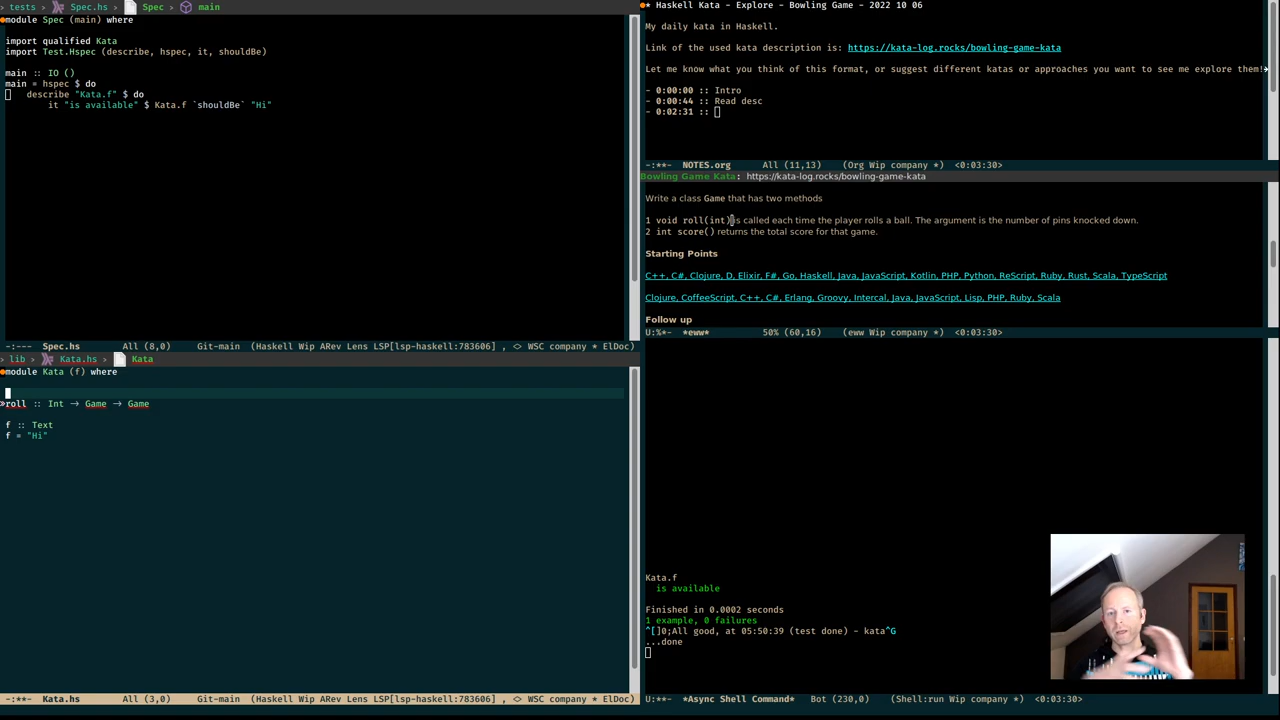 tests › Spec.hs › Spec › main
module Spec (main) where
import qualified Kata
import Test.Hspec (describe, hspec, it, shouldBe)
main :: IO ()
main = hspec $ do
describe "Kata.f" $ do
it "is available" $ Kata.f `shouldBe` "Hi"
-:--- Spec.hs All (8,0) Git-main (Haskell Wip ARev Lens LSP[lsp-haskell:783606] , <> WSC company * ElDoc)
lib › Kata.hs › Kata
module Kata (f) where
»roll :: Int → Game → Game
f :: Text
f = "Hi"
-:**- Kata.hs All (3,0) Git-main (Haskell Wip ARev Lens LSP[lsp-haskell:783606] , <> WSC company * ElDoc)
* Haskell Kata - Explore - Bowling Game - 2022 10 06
My daily kata in Haskell.
Link of the used kata description is: https://kata-log.rocks/bowling-game-kata
Let me know what you think of this format, or suggest different katas or approaches you want to see me explore them!
- 0:00:00 :: Intro
- 0:00:44 :: Read desc
- 0:02:31 ::
-:**- NOTES.org All (11,13) (Org Wip company *) <0:03:30>
Bowling Game Kata: https://kata-log.rocks/bowling-game-kata
Write a class Game that has two methods
1 void roll(int) is called each time the player rolls a ball. The argument is the number of pins knocked down.
2 int score() returns the total score for that game.
Starting Points
C++, C#, Clojure, D, Elixir, F#, Go, Haskell, Java, JavaScript, Kotlin, PHP, Python, ReScript, Ruby, Rust, Scala, TypeScript
Clojure, CoffeeScript, C++, C#, Erlang, Groovy, Intercal, Java, JavaScript, Lisp, PHP, Ruby, Scala
Follow up
U:%*- *eww* 50% (60,16) (eww Wip company *) <0:03:30>
Kata.f
is available
Finished in 0.0002 seconds
1 example, 0 failures
^[]0;All good, at 05:50:39 (test done) - kata^G
...done
U:**- *Async Shell Command* Bot (230,0) (Shell:run Wip company *) <0:03:30>